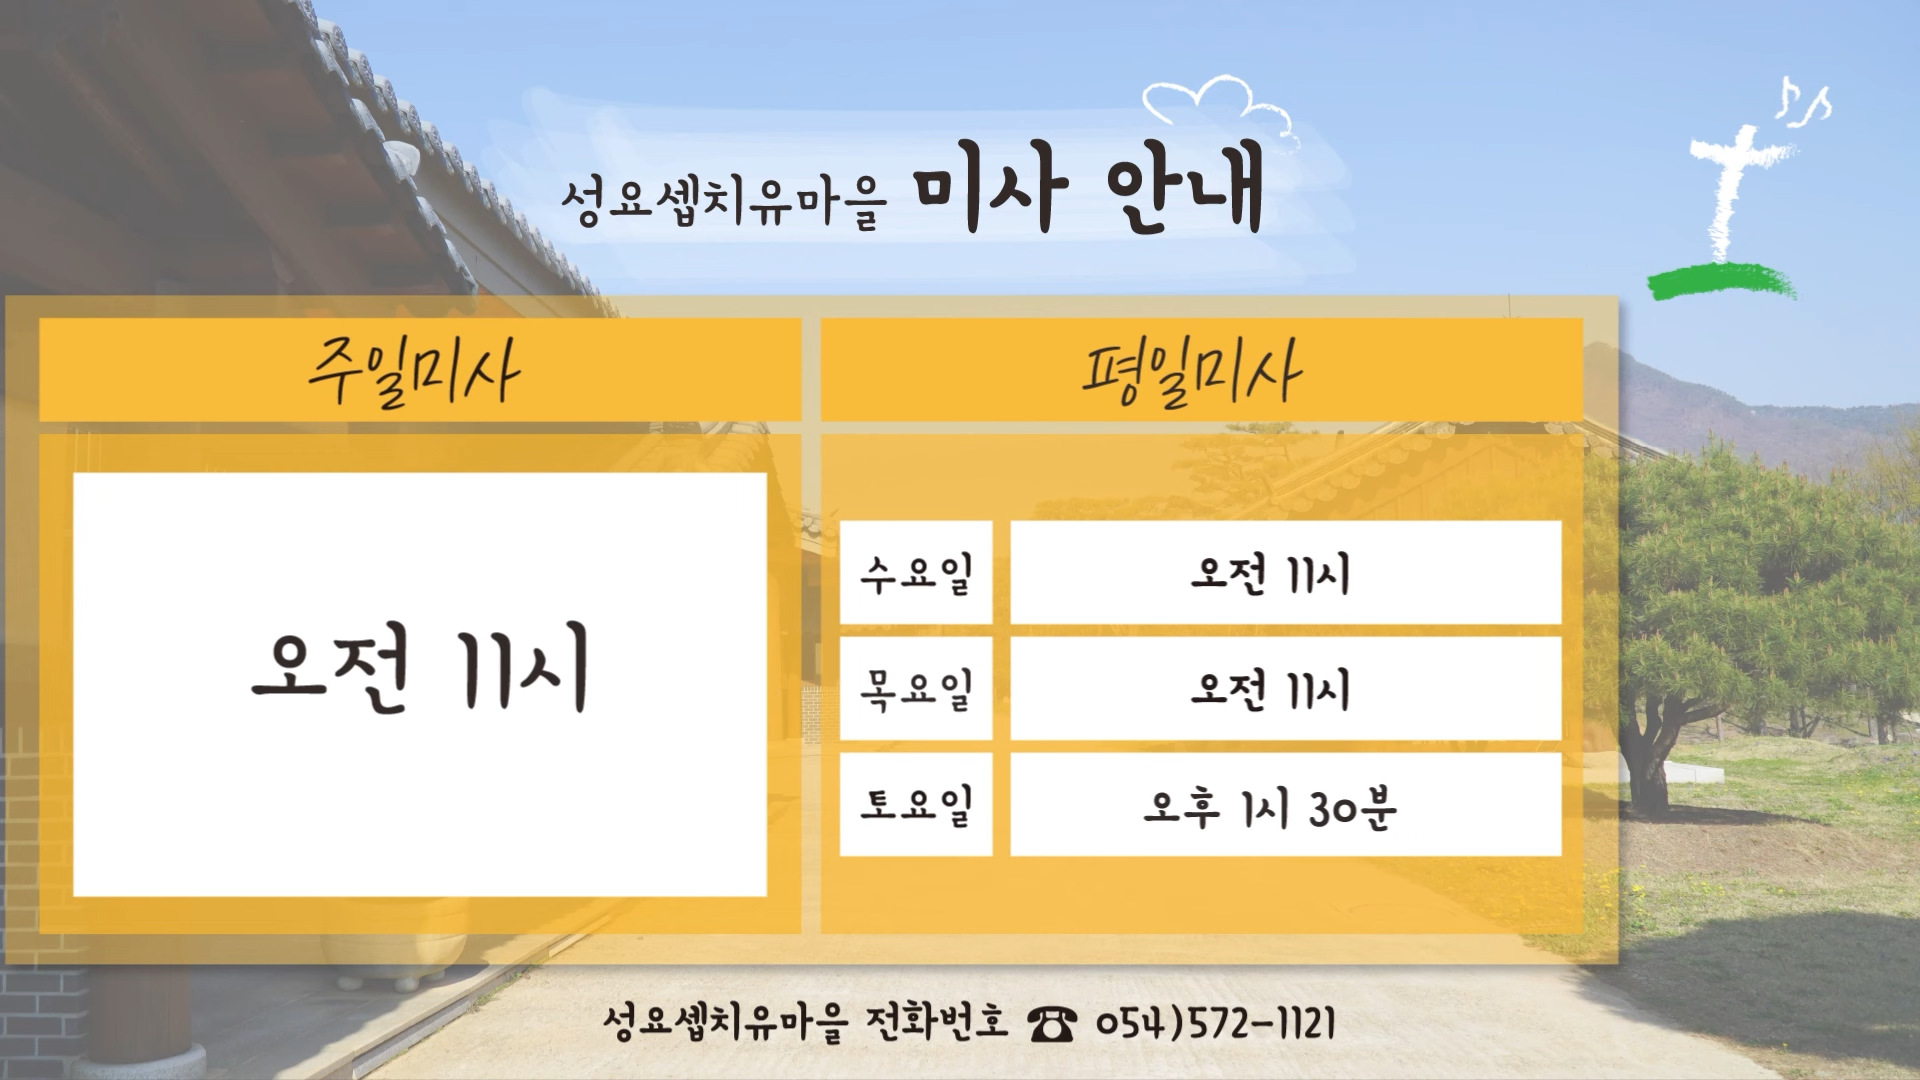 성요셉치유마을 미사 안내
주일미사
오전 11시
평일미사
수요일 오전 11시
목요일 오전 11시
토요일 오후 1시 30분
성요셉치유마을 전화번호 ☎ 054)572-1121